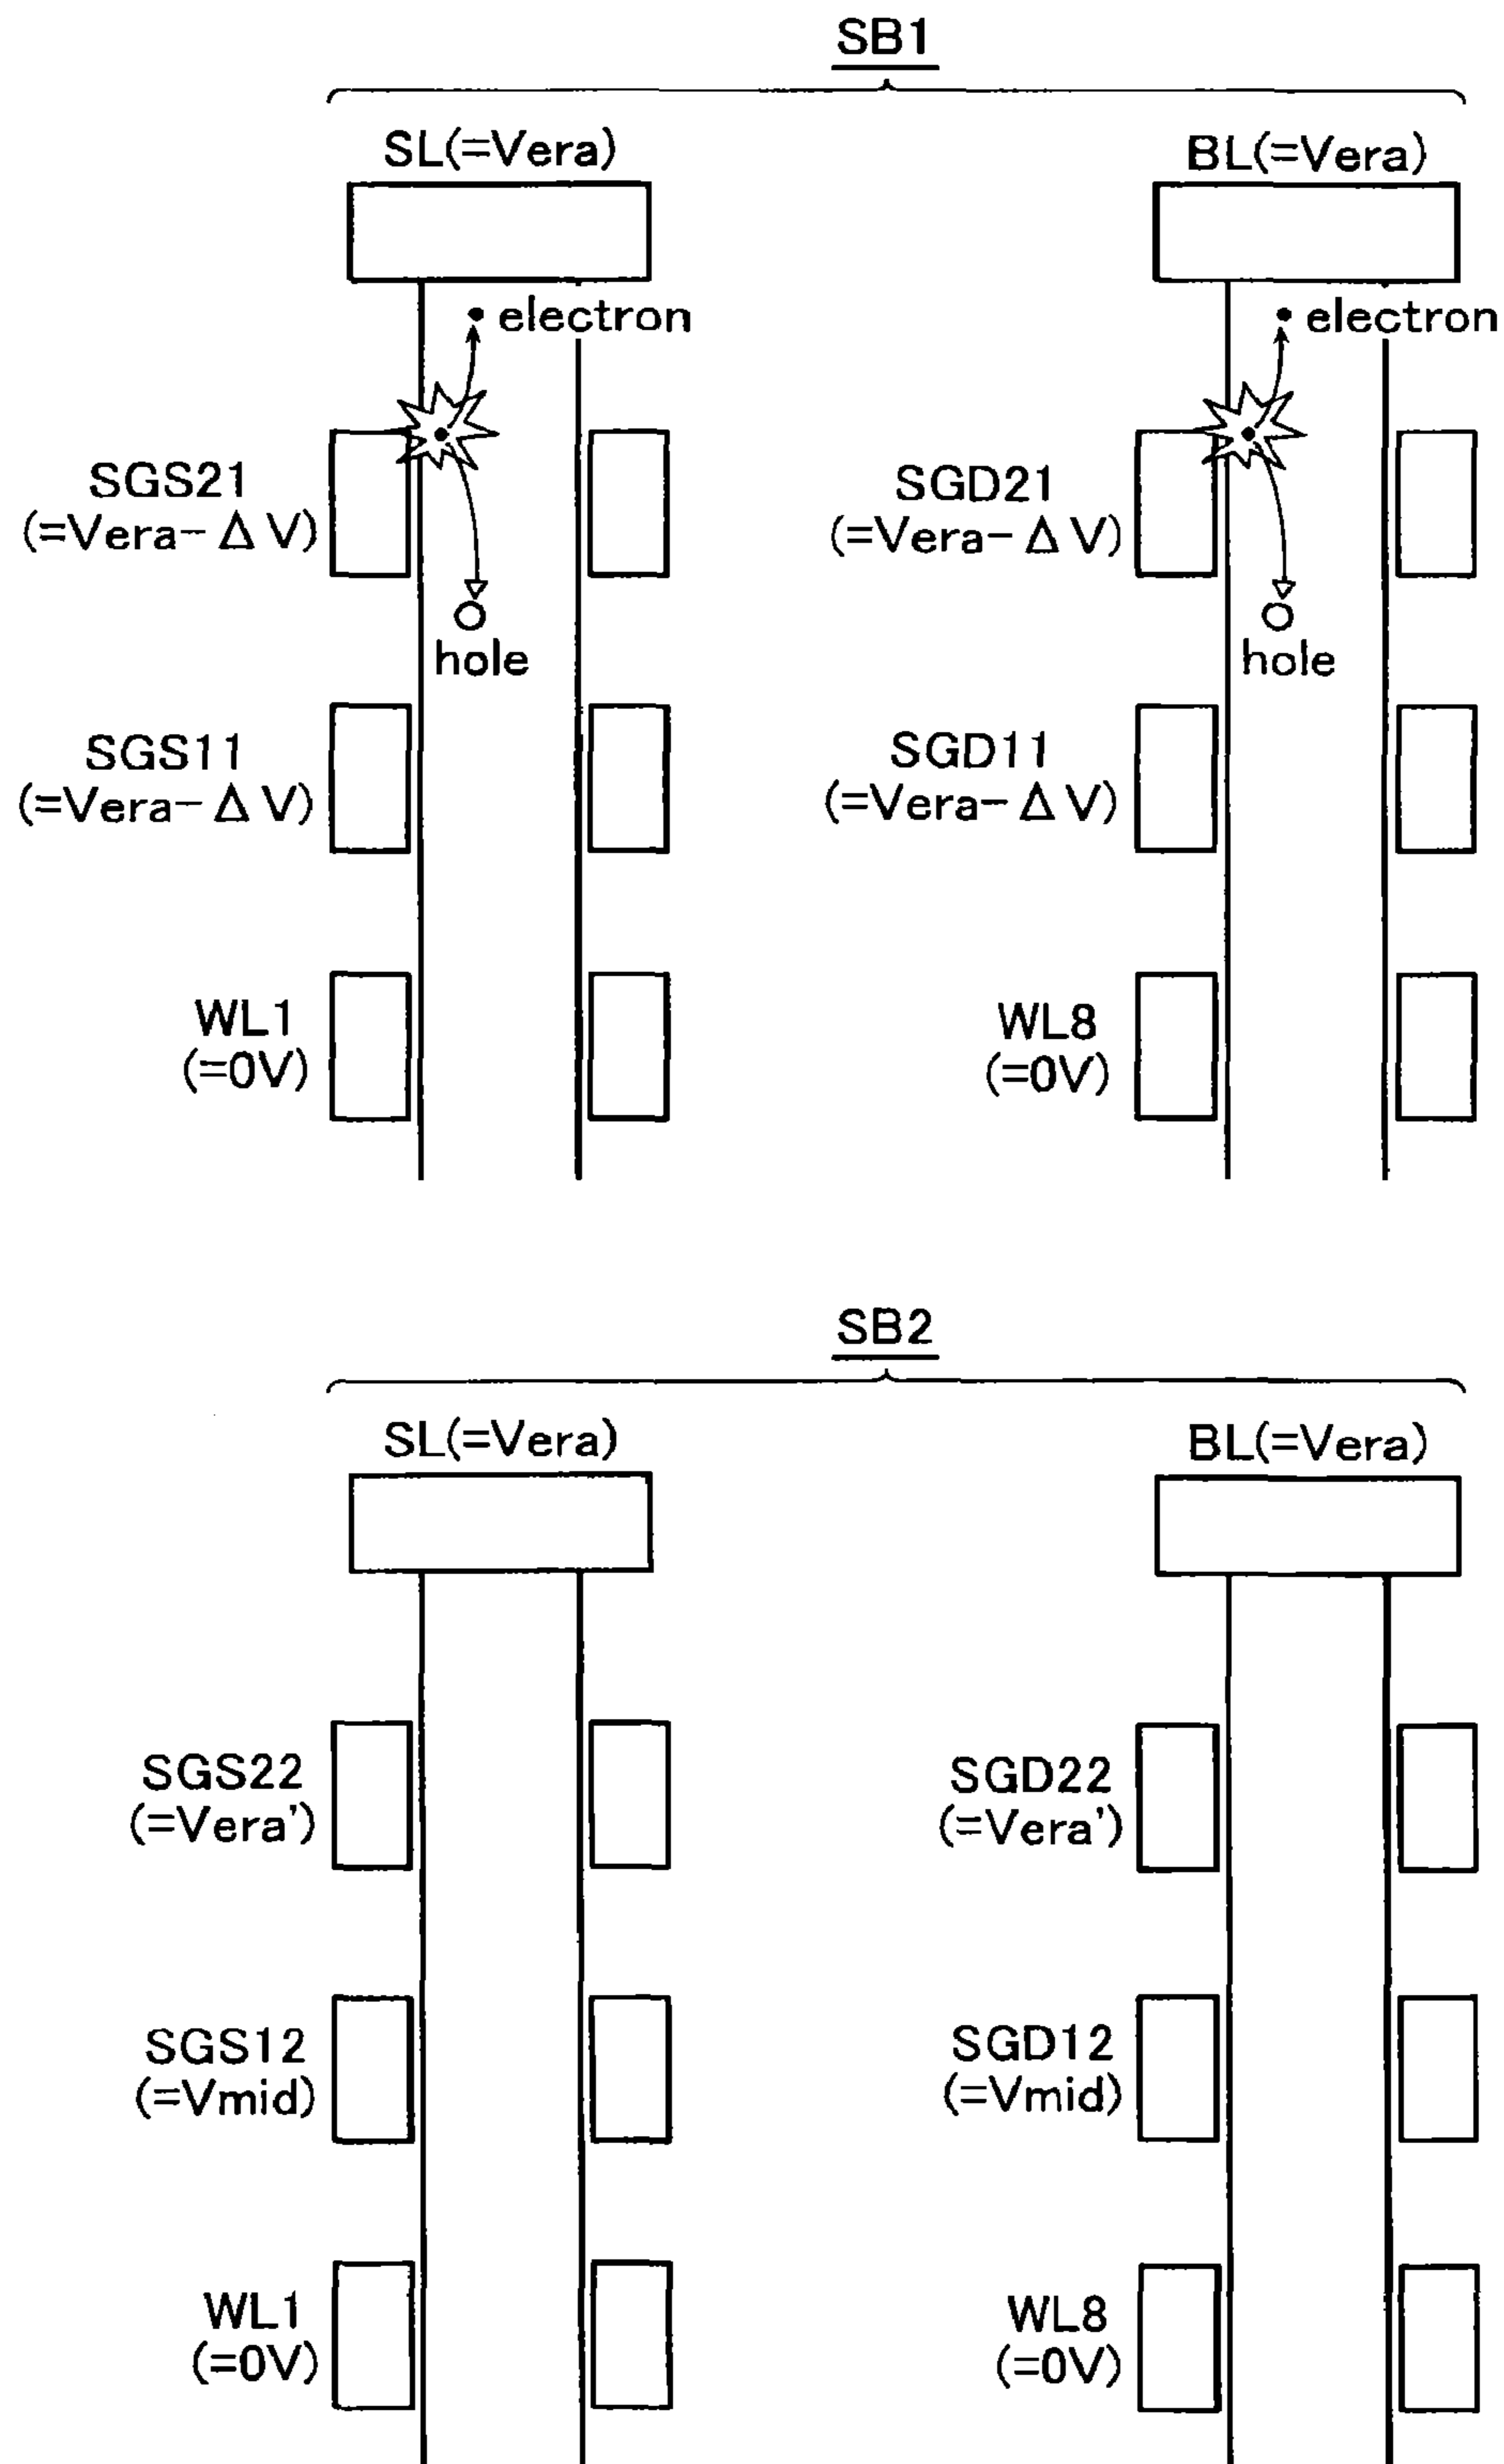 SB1
SL(=Vera)
BL(=Vera)
electron
electron
SGS21
(=Vera-ΔV)
SGD21
(=Vera-ΔV)
hole
hole
SGS11
(=Vera-ΔV)
SGD11
(=Vera-ΔV)
WL1
(=0V)
WL8
(=0V)
SB2
SL(=Vera)
BL(=Vera)
SGS22
(=Vera')
SGD22
(=Vera')
SGS12
(=Vmid)
SGD12
(=Vmid)
WL1
(=0V)
WL8
(=0V)